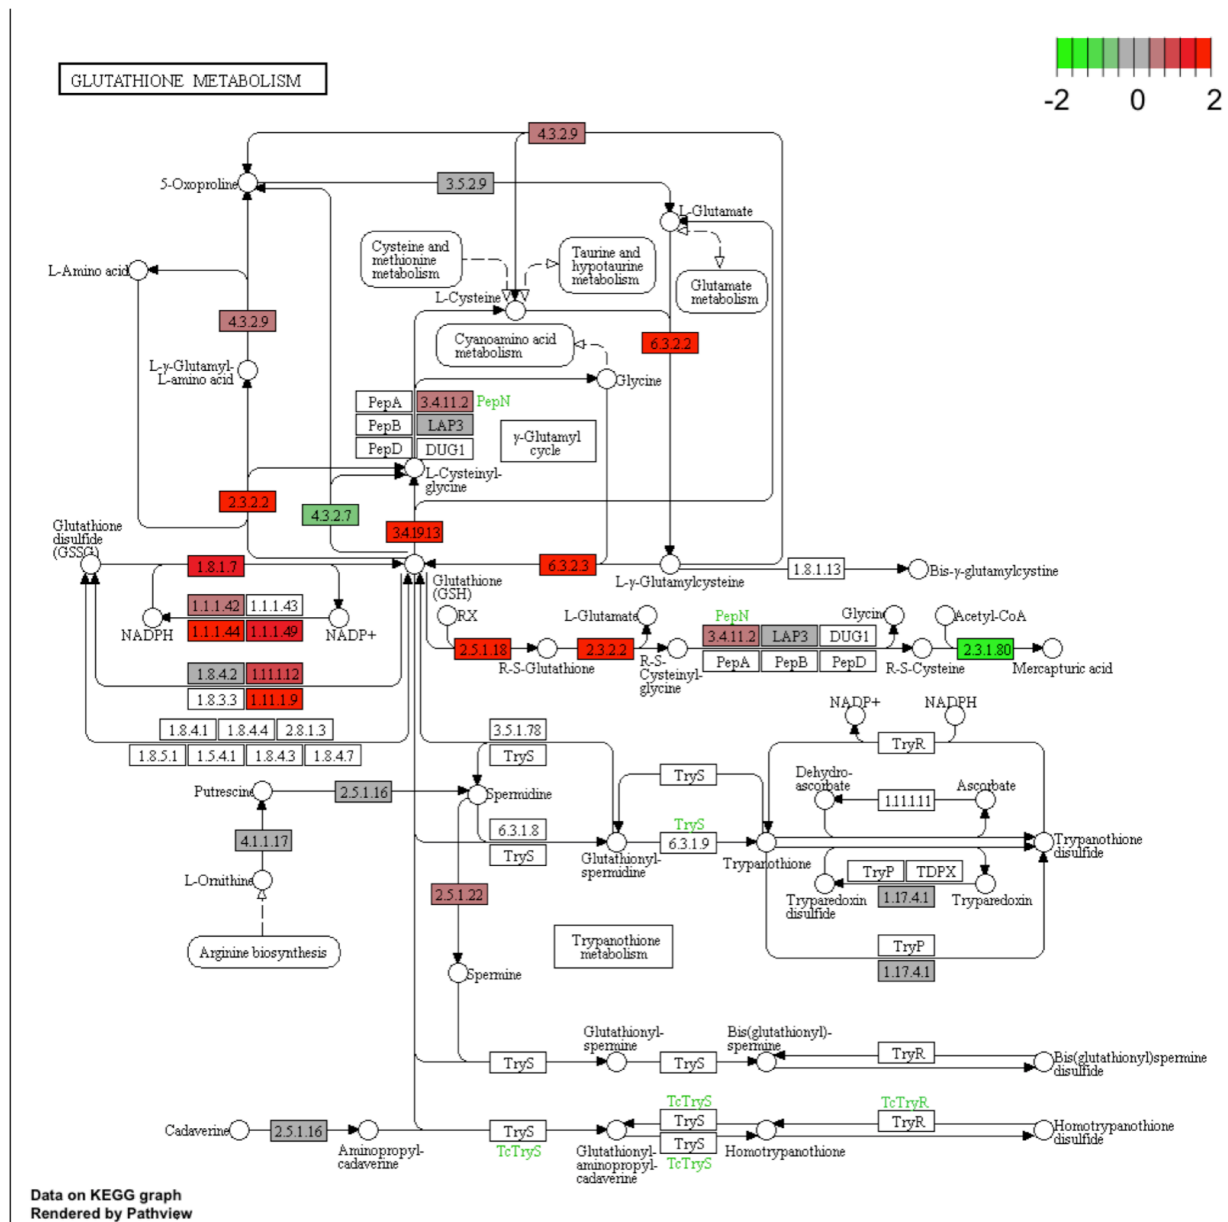 GLUTATHIONE METABOLISM
-2 0 2
4.3.2.9
5-Oxoproline
3.5.2.9
L-Glutamate
Cysteine and
methionine
metabolism
Taurine and
hypotaurine
metabolism
L-Amino acid
Glutamate
metabolism
L-Cysteine
4.3.2.9
Cyanoamino acid
metabolism
6.3.2.2
L-γ-Glutamyl-
L-amino acid
Glycine
PepA 3.4.11.2 PepN
PepB LAP3
PepD DUG1
γ-Glutamyl
cycle
L-Cysteinyl-
glycine
2.3.2.2
4.3.2.7
3.4.19.13
Glutathione
disulfide
(GSSG)
1.8.1.7
6.3.2.3
Glutathione
(GSH)
L-γ-Glutamylcysteine
1.8.1.13
Bis-γ-glutamylcystine
1.1.1.42 1.1.1.43
1.1.1.44 1.1.1.49
NADPH
NADP+
RX
L-Glutamate
PepN
Glycine
Acetyl-CoA
2.5.1.18
R-S-Glutathione
2.3.2.2
R-S-
Cysteinyl-
glycine
3.4.11.2 LAP3 DUG1
PepA PepB PepD
R-S-Cysteine
2.3.1.80
Mercapturic acid
1.8.4.2 1.11.1.12
1.8.3.3 1.11.1.9
1.8.4.1 1.8.4.4 2.8.1.3
1.8.5.1 1.5.4.1 1.8.4.3 1.8.4.7
3.5.1.78
TryS
NADP+
NADPH
TryR
Putrescine
2.5.1.16
Spermidine
TryS
Dehydro-
ascorbate
1.11.1.11
Ascorbate
4.1.1.17
6.3.1.8
TryS
Glutathionyl-
spermidine
TryS
6.3.1.9
Trypanothione
Trypanothione
disulfide
L-Ornithine
2.5.1.22
TryP TDPX
Tryparedoxin
disulfide
1.17.4.1
Tryparedoxin
Arginine biosynthesis
Trypanothione
metabolism
TryP
1.17.4.1
Spermine
Glutathionyl-
spermine
Bis(glutathionyl)-
spermine
TryS
TryS
TryR
Bis(glutathionyl)spermine
disulfide
Cadaverine
2.5.1.16
Aminopropyl-
cadaverine
TryS
TcTryS
Glutathionyl-
aminopropyl-
cadaverine
TcTryS
TryS
TryS
TcTryS
Homotrypanothione
TcTryR
TryR
Homotrypanothione
disulfide
Data on KEGG graph
Rendered by Pathview